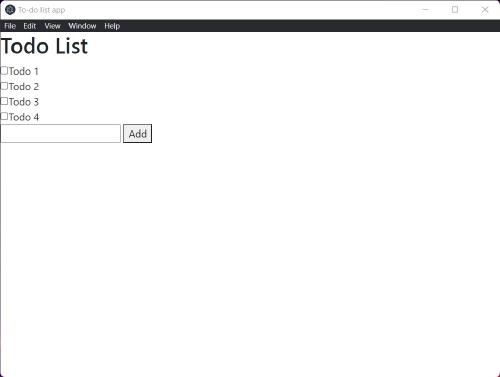 To-do list app
File Edit View Window Help
Todo List
Todo 1
Todo 2
Todo 3
Todo 4
Add